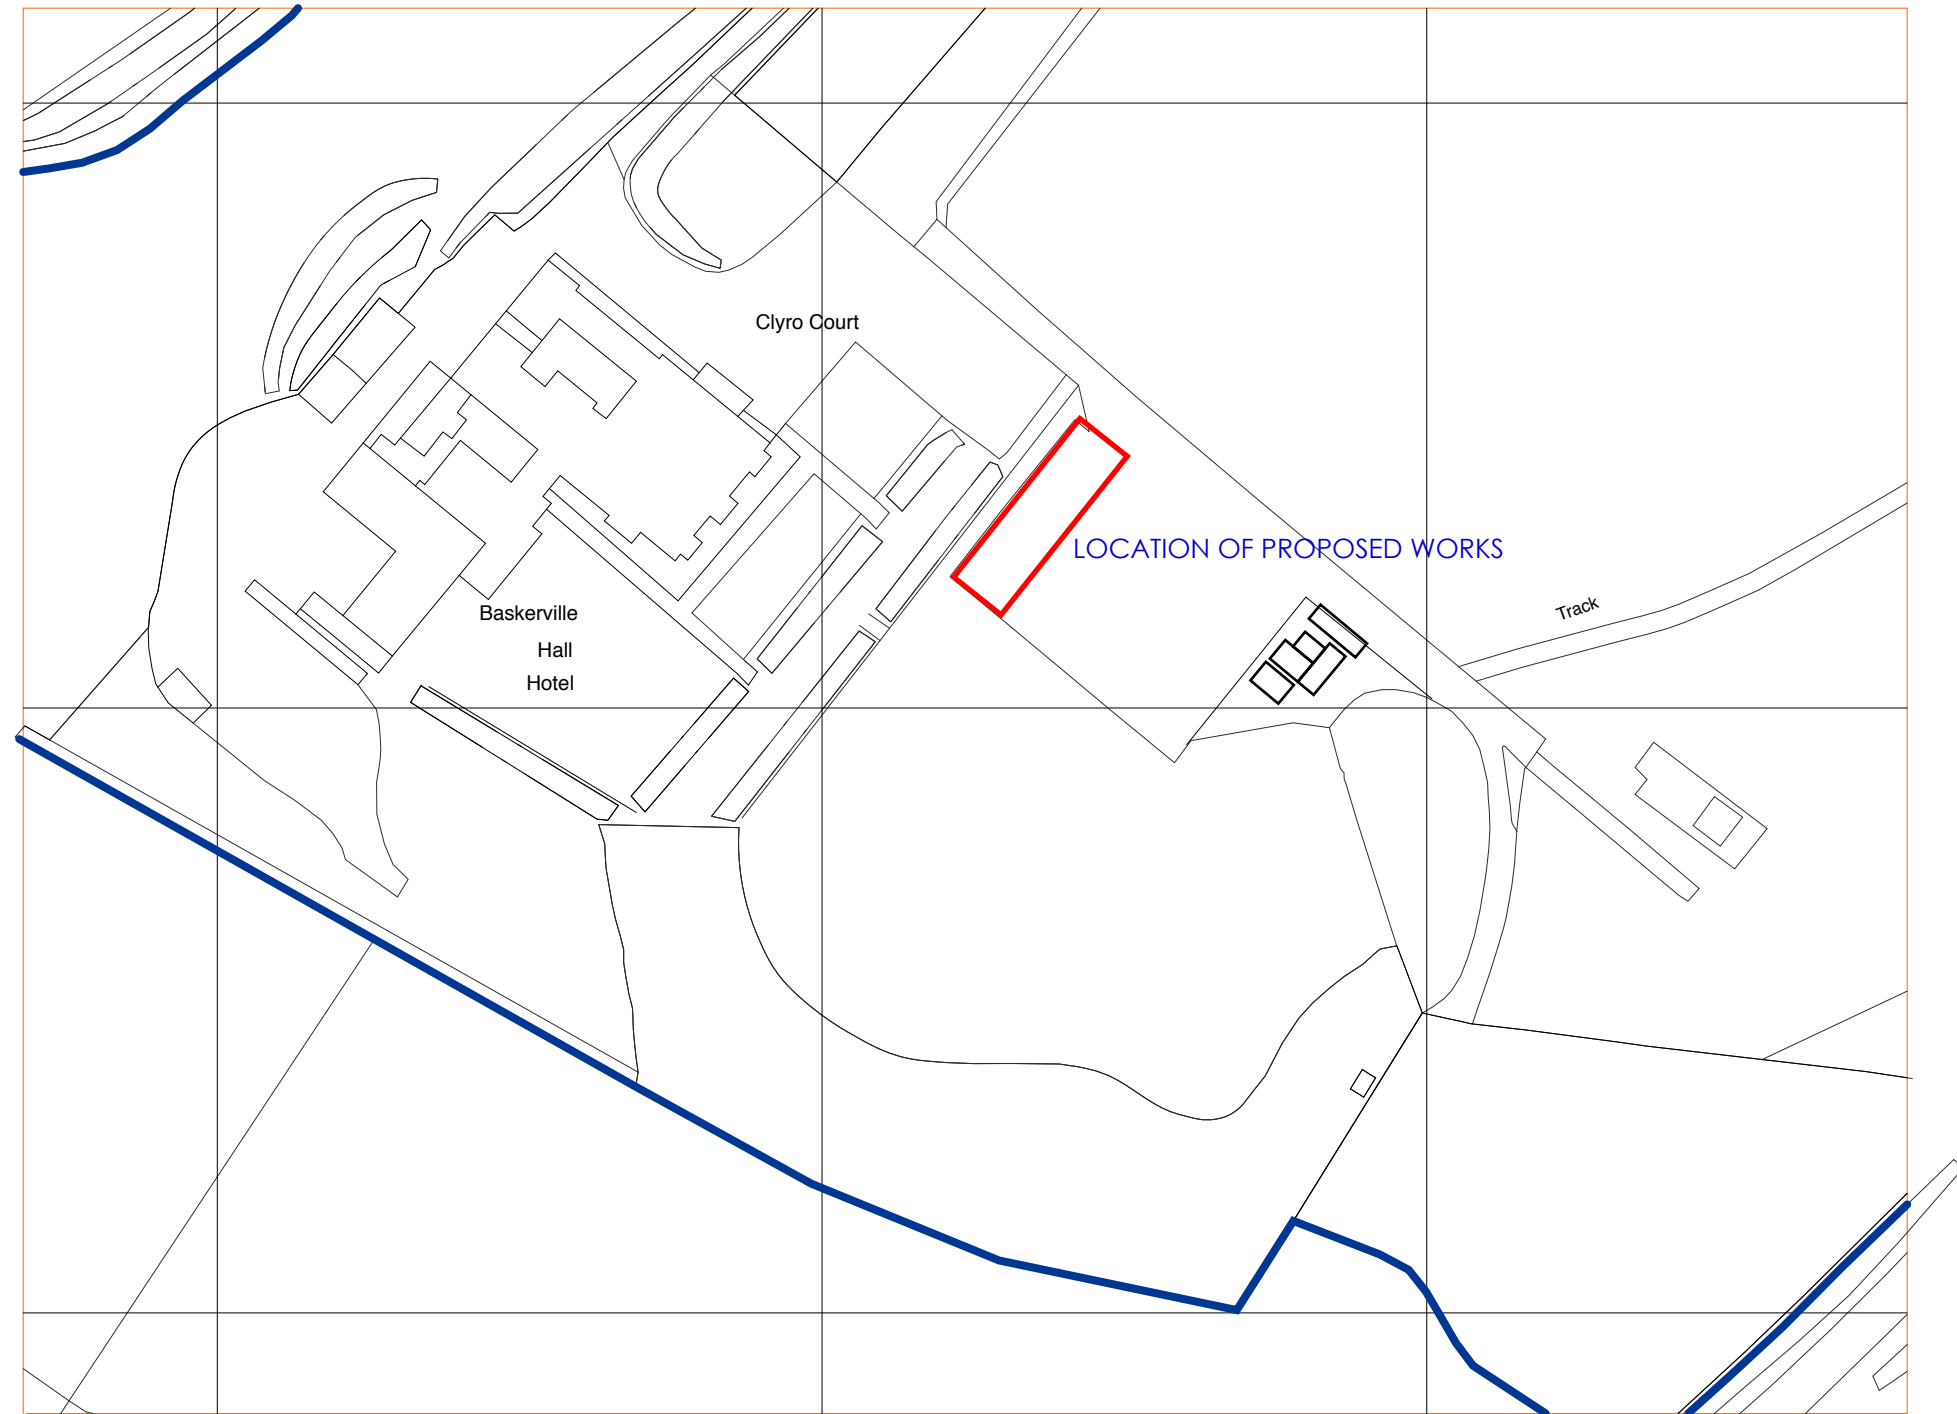 Clyro Court
LOCATION OF PROPOSED WORKS
Track
Baskerville
Hall
Hotel